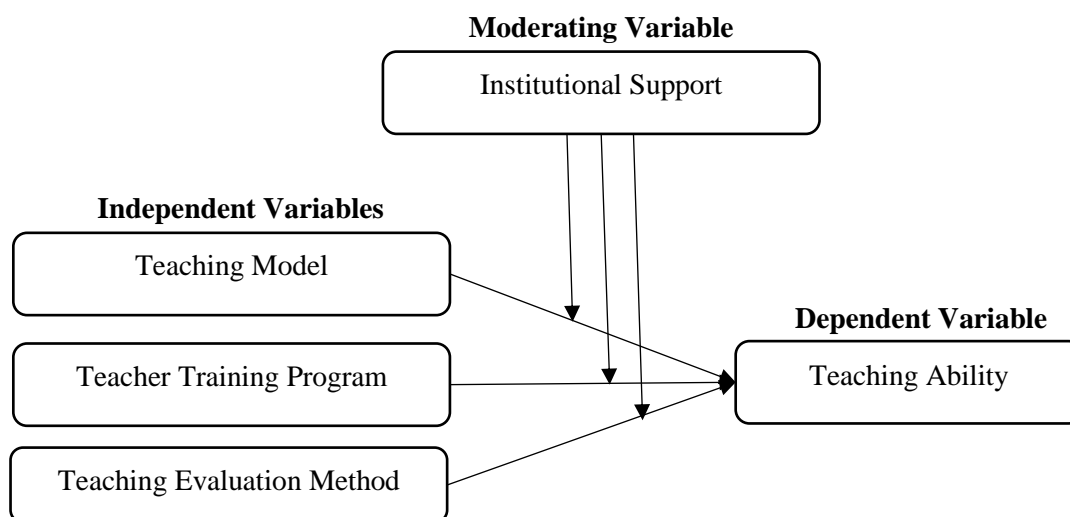 Moderating Variable
Institutional Support
Independent Variables
Teaching Model
Dependent Variable
Teacher Training Program
Teaching Ability
Teaching Evaluation Method